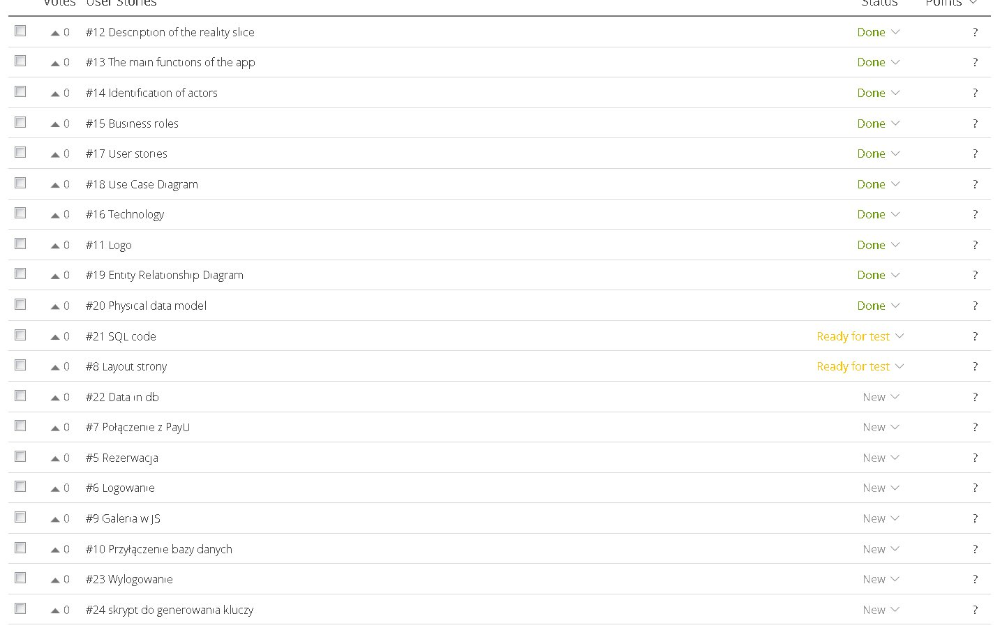 Votes User Stories Status Points
0 #12 Description of the reality slice Done ?
0 #13 The main functions of the app Done ?
0 #14 Identification of actors Done ?
0 #15 Business roles Done ?
0 #17 User stories Done ?
0 #18 Use Case Diagram Done ?
0 #16 Technology Done ?
0 #11 Logo Done ?
0 #19 Entity Relationship Diagram Done ?
0 #20 Physical data model Done ?
0 #21 SQL code Ready for test ?
0 #8 Layout strony Ready for test ?
0 #22 Data in db New ?
0 #7 Połączenie z PayU New ?
0 #5 Rezerwacja New ?
0 #6 Logowanie New ?
0 #9 Galeria w JS New ?
0 #10 Przyłączenie bazy danych New ?
0 #23 Wylogowanie New ?
0 #24 skrypt do generowania kluczy New ?